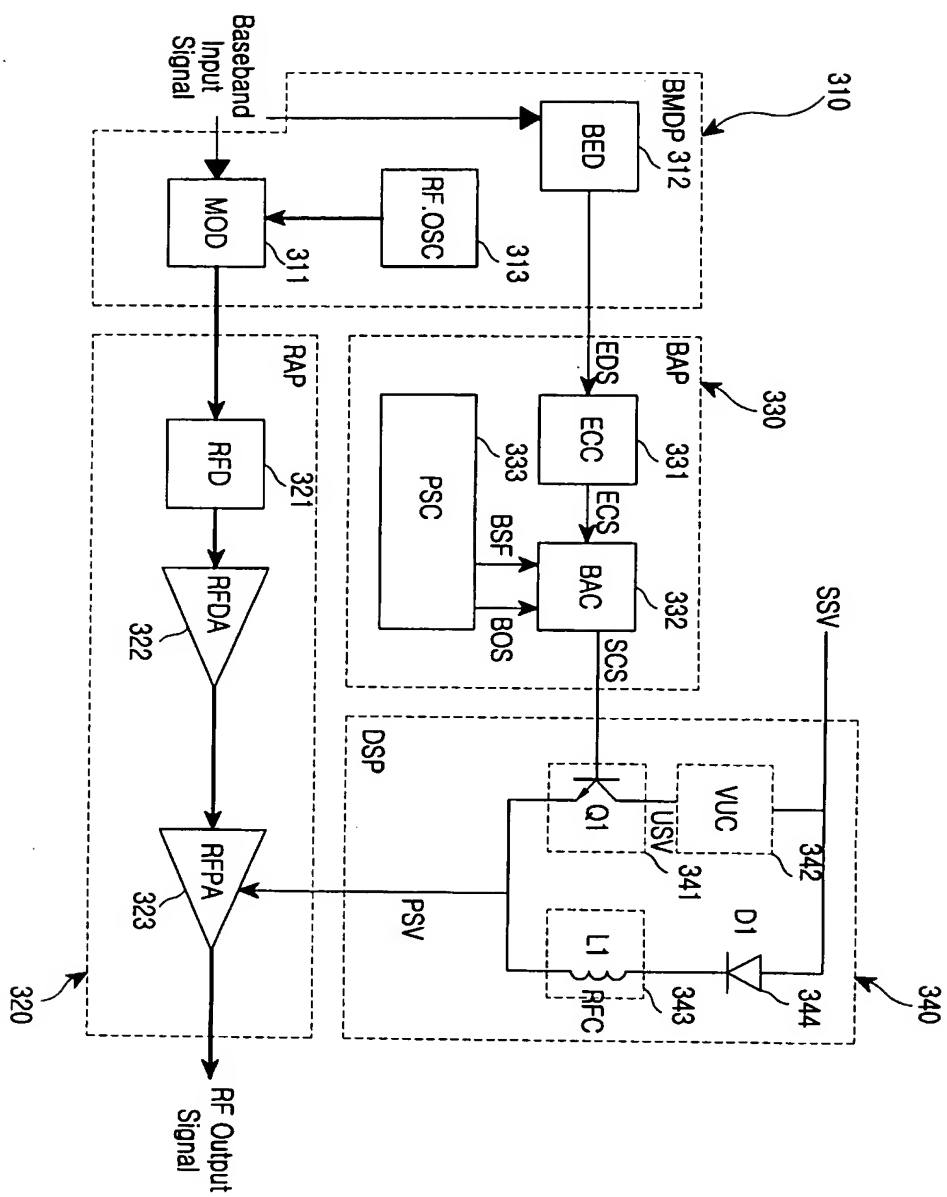 310
BMDP
BED
312
RF.OSC
313
MOD
311
Baseband
Input
Signal
330
BAP
EDS
ECC
331
ECS
BAC
332
SCS
PSC
333
BSF
BOS
SSV
340
DSP
VUC
342
USV
Q1
341
D1
344
L1
RFC
343
PSV
RAP
RFD
321
RFDA
322
RFPA
323
320
RF Output
Signal